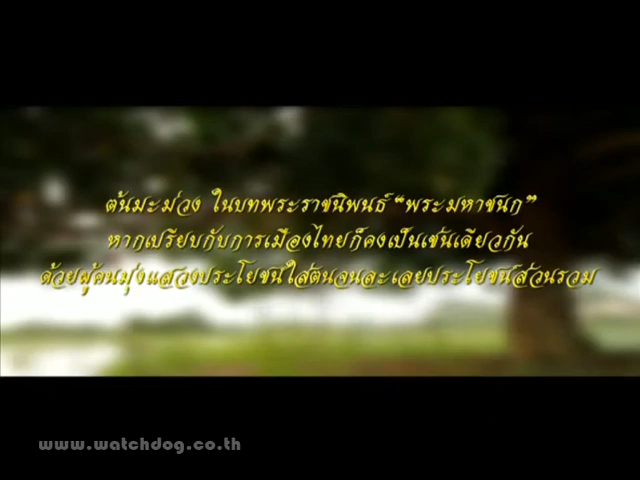 ต้นมะม่วง ในบทพระราชนิพนธ์ “พระมหาชนก”
หากเปรียบกับการเมืองไทยก็คงเป็นเช่นเดียวกัน
ด้วยผู้คนมุ่งแสวงประโยชน์ใส่ตนจนละเลยประโยชน์ส่วนรวม
www.watchdog.co.th